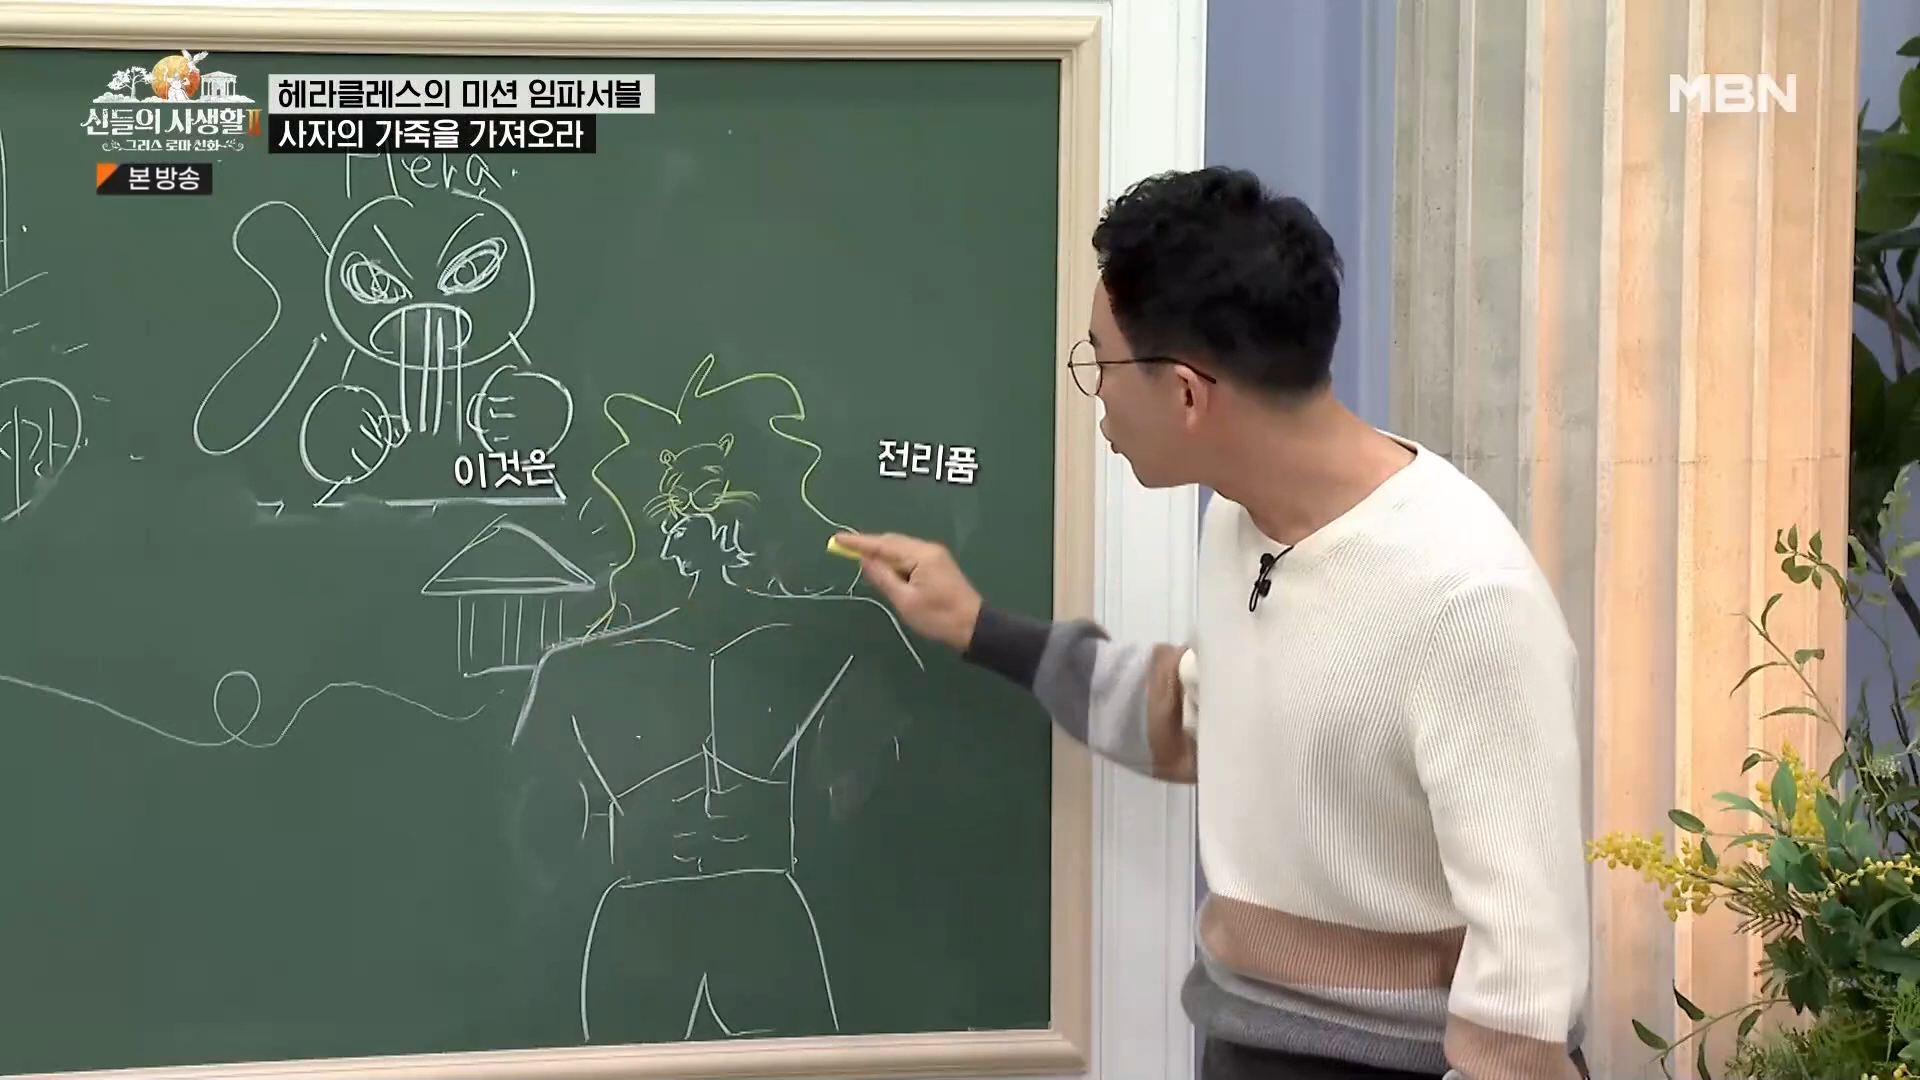 신들의 사생활 II
그리스 로마 신화
본 방송
헤라클레스의 미션 임파서블
사자의 가죽을 가져오라
MBN
Hera.
이것은
전리품